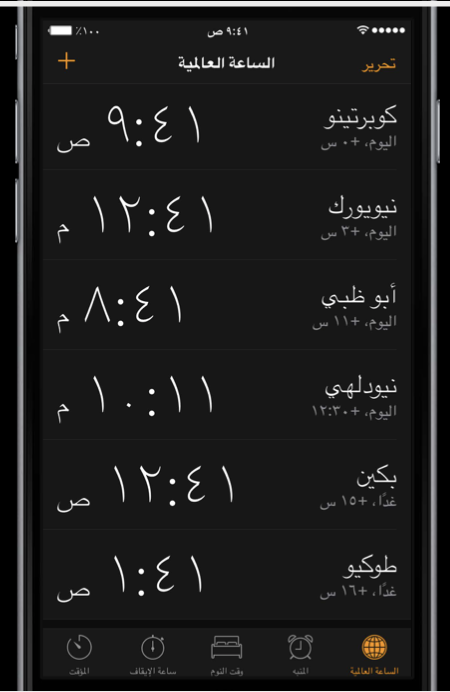 ٩:٤١ ص ٪١٠٠
تحرير الساعة العالمية +
كوبرتينو ٩:٤١ ص
اليوم، +٠ س
نيويورك ١٢:٤١ م
اليوم، +٣ س
أبو ظبي ٨:٤١ م
اليوم، +١١ س
نيودلهي ١٠:١١ م
اليوم، +١٢:٣٠
بكين ١٢:٤١ ص
غدًا، +١٥ س
طوكيو ١:٤١ ص
غدًا، +١٦ س
الساعة العالمية المنبه وقت النوم ساعة الإيقاف المؤقت